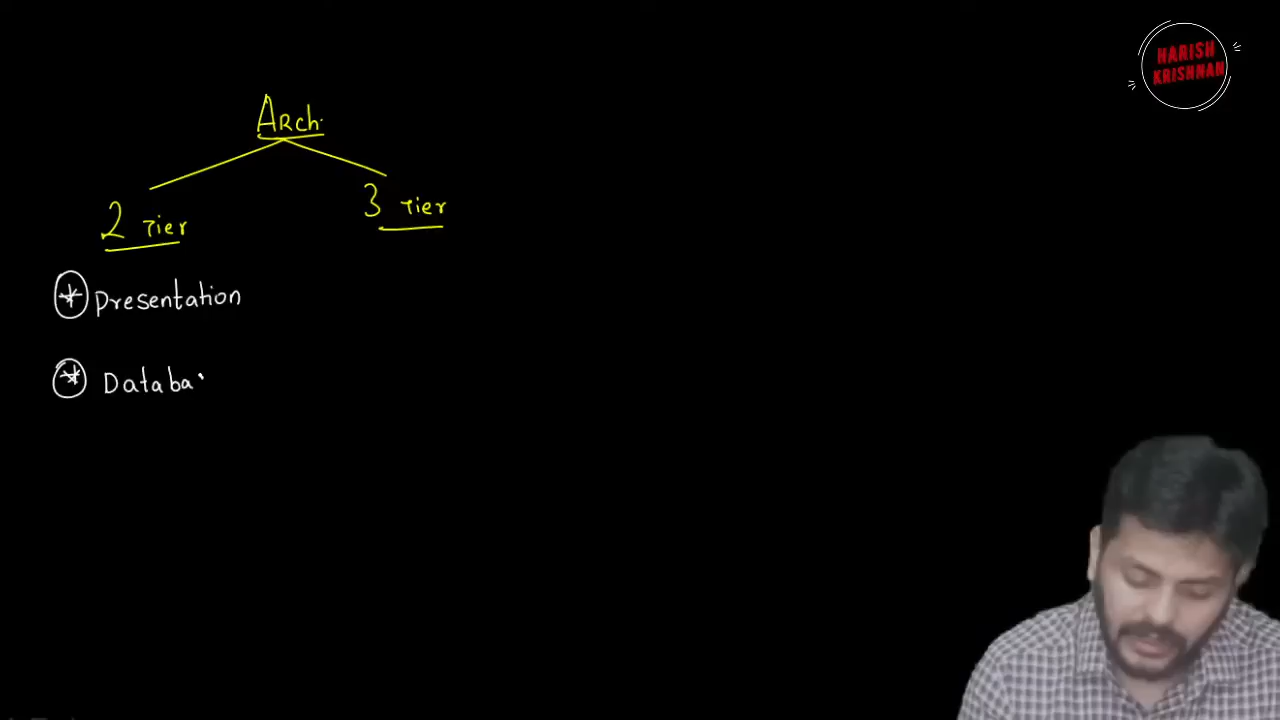 HARISH
KRISHNAN
Arch.
2 Tier
3 Tier
* Presentation
* Databa